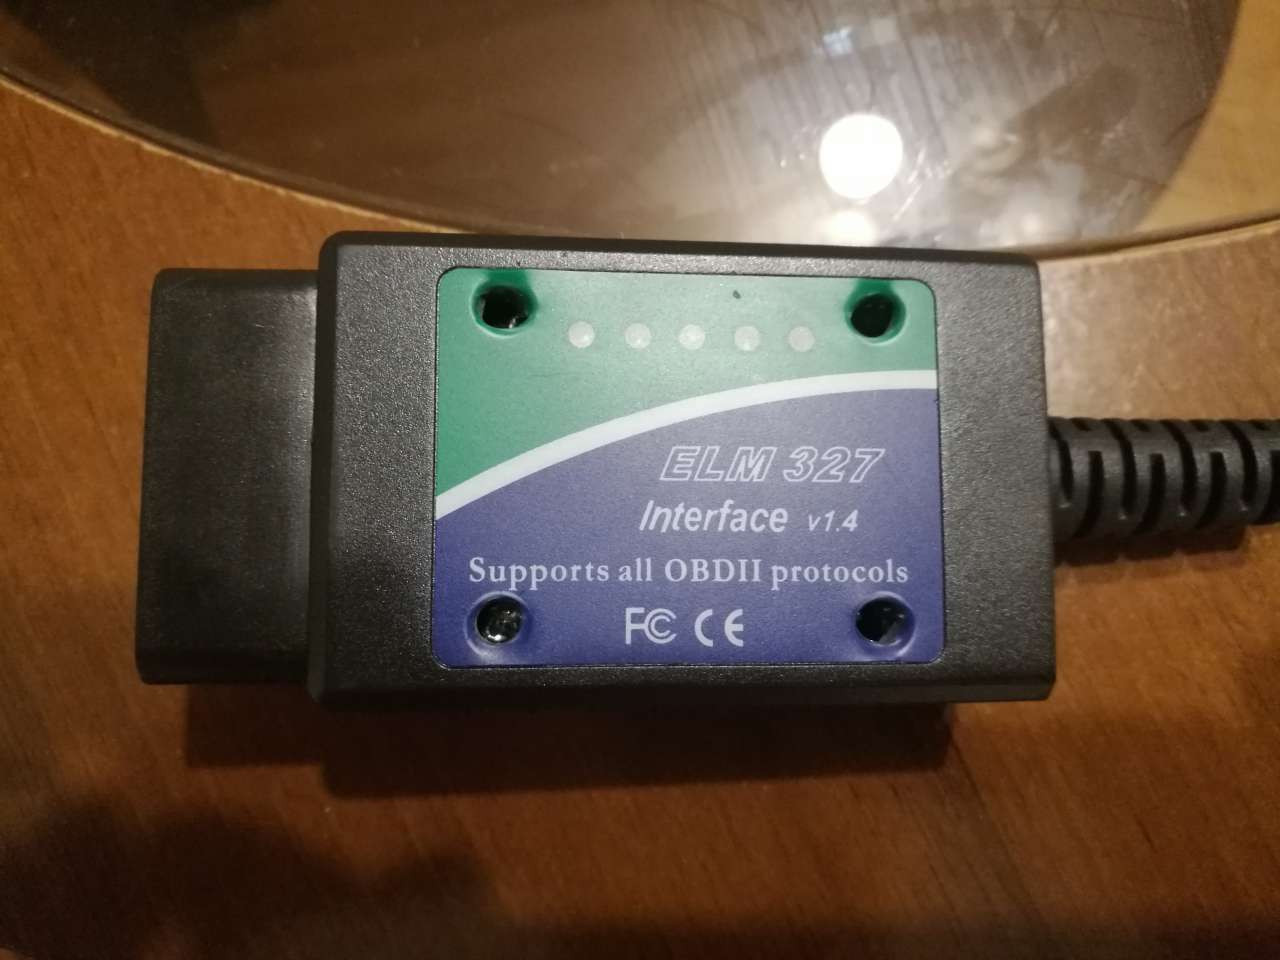 ELM 327
Interface v1.4
Supports all OBDII protocols
FC CE